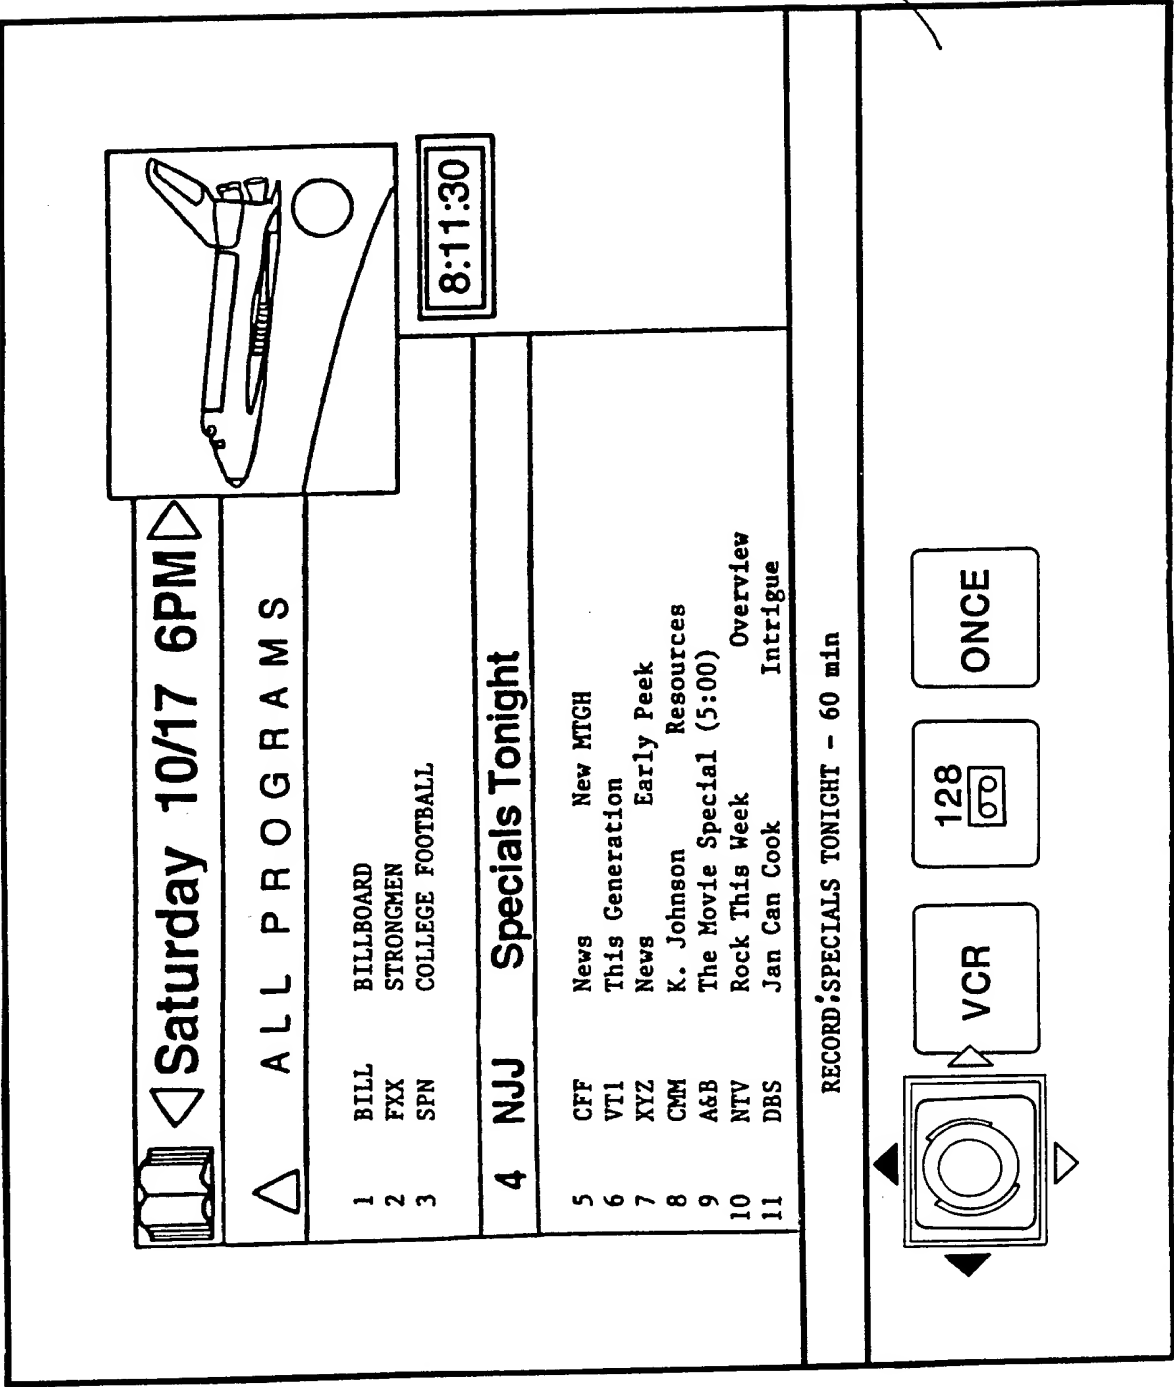 Saturday 10/17 6PM
ALL PROGRAMS
8:11:30
1 BILL BILLBOARD
2 FXX STRONGMEN
3 SPN COLLEGE FOOTBALL
4 NJJ Specials Tonight
5 CFF News New MTGH
6 VT1 This Generation
7 XYZ News Early Peek
8 CMM K. Johnson Resources
9 A&B The Movie Special (5:00)
10 NTV Rock This Week Overview
11 DBS Jan Can Cook Intrigue
RECORD:SPECIALS TONIGHT - 60 min
VCR 128 ONCE